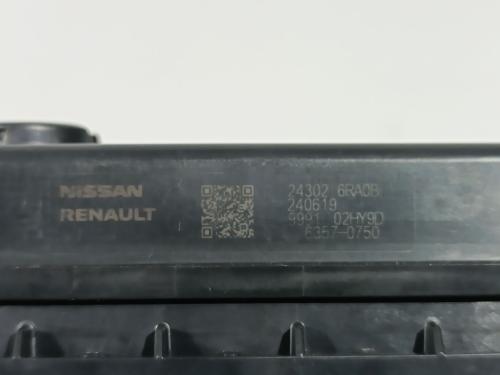 NISSAN
RENAULT
24302 6RA0B
240619
9991 02HY9D
6357-0750